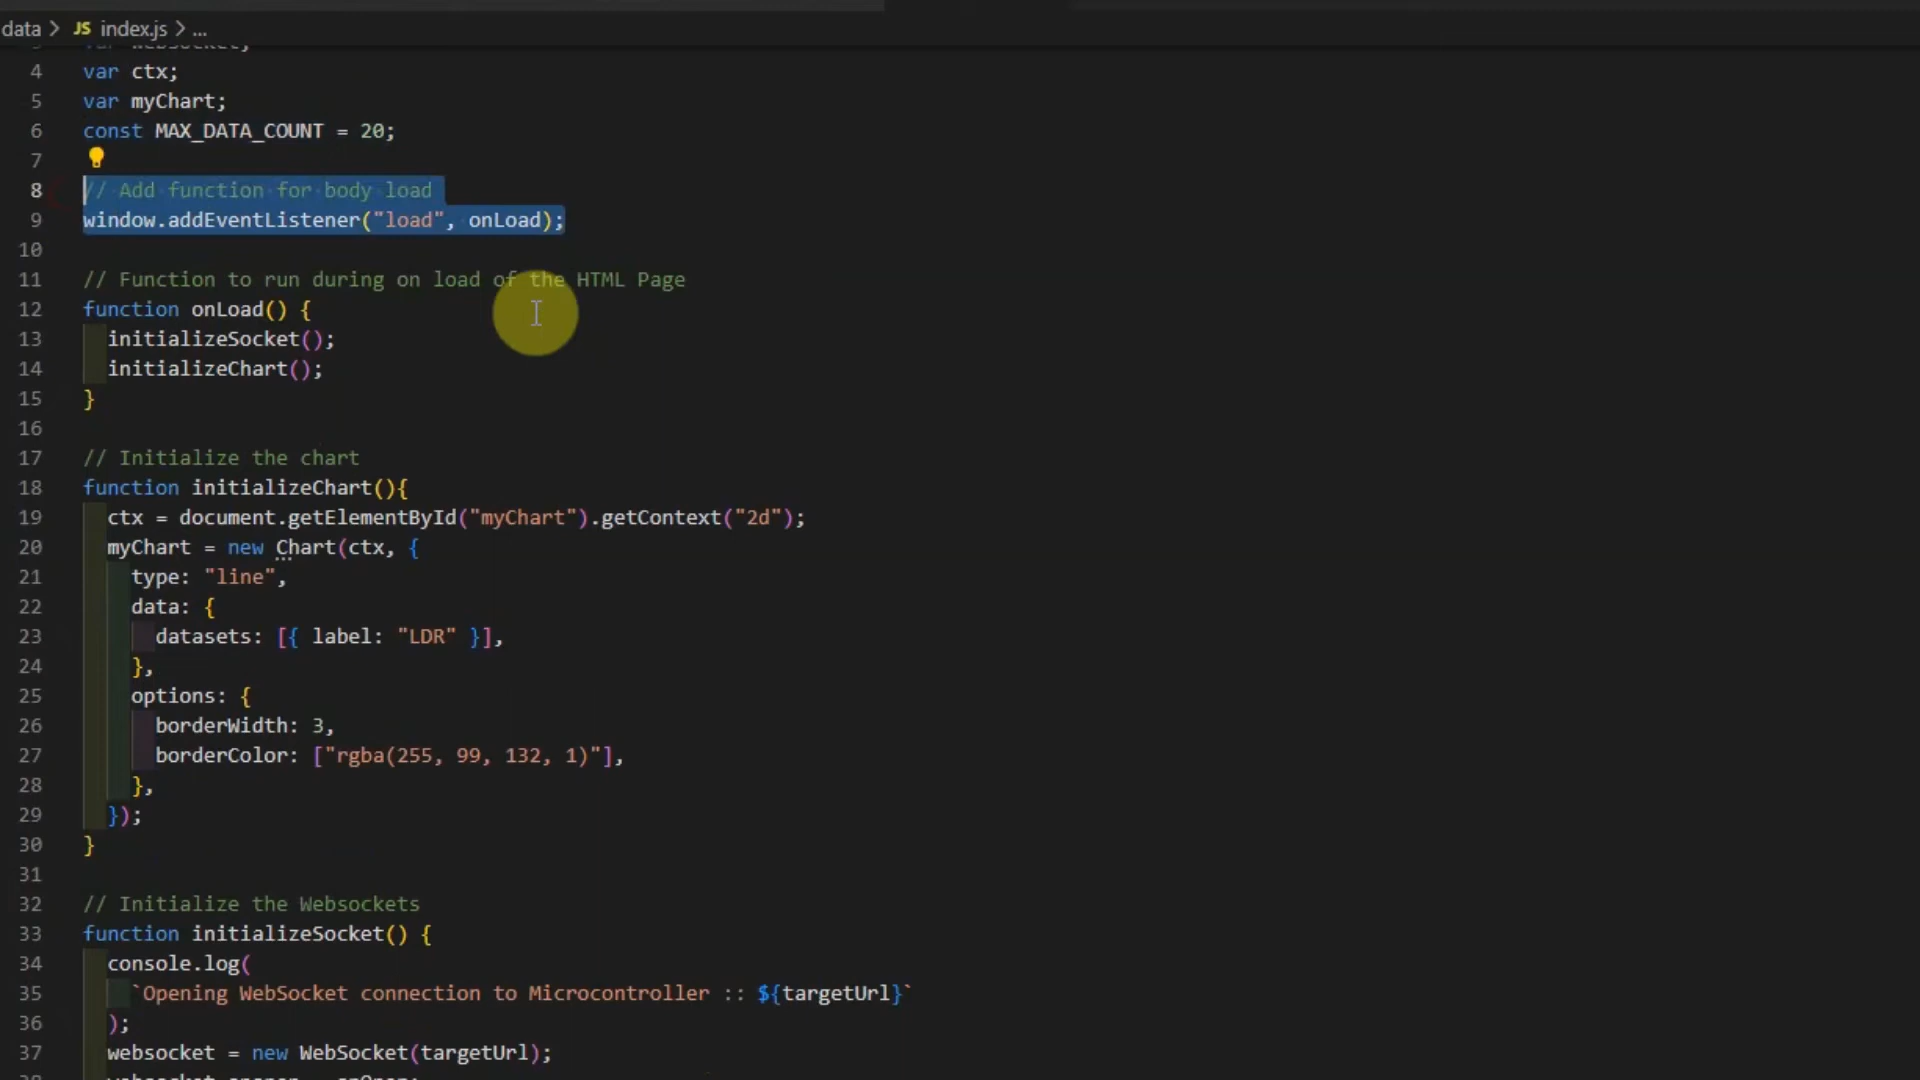 data > JS index.js > ...
4 var ctx;
5 var myChart;
6 const MAX_DATA_COUNT = 20;
7
8 // Add function for body load
9 window.addEventListener("load", onLoad);
10
11 // Function to run during on load of the HTML Page
12 function onLoad() {
13 initializeSocket();
14 initializeChart();
15 }
16
17 // Initialize the chart
18 function initializeChart(){
19 ctx = document.getElementById("myChart").getContext("2d");
20 myChart = new Chart(ctx, {
21 type: "line",
22 data: {
23 datasets: [{ label: "LDR" }],
24 },
25 options: {
26 borderWidth: 3,
27 borderColor: ["rgba(255, 99, 132, 1)"],
28 },
29 });
30 }
31
32 // Initialize the Websockets
33 function initializeSocket() {
34 console.log(
35 `Opening WebSocket connection to Microcontroller :: ${targetUrl}`
36 );
37 websocket = new WebSocket(targetUrl);